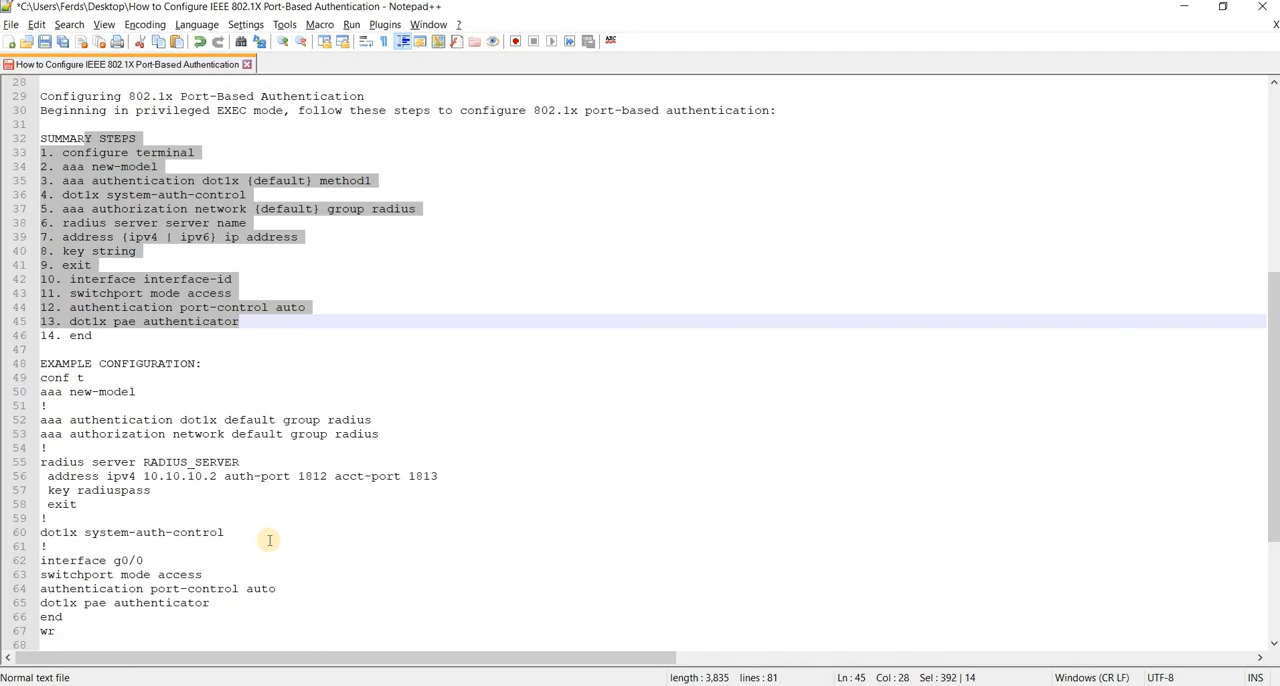 *C:\Users\Ferds\Desktop\How to Configure IEEE 802.1X Port-Based Authentication - Notepad++
File Edit Search View Encoding Language Settings Tools Macro Run Plugins Window ? X
ABC
How to Configure IEEE 802.1X Port-Based Authentication
28
29 Configuring 802.1x Port-Based Authentication
30 Beginning in privileged EXEC mode, follow these steps to configure 802.1x port-based authentication:
31
32 SUMMARY STEPS
33 1. configure terminal
34 2. aaa new-model
35 3. aaa authentication dot1x {default} method1
36 4. dot1x system-auth-control
37 5. aaa authorization network {default} group radius
38 6. radius server server name
39 7. address {ipv4 | ipv6} ip address
40 8. key string
41 9. exit
42 10. interface interface-id
43 11. switchport mode access
44 12. authentication port-control auto
45 13. dot1x pae authenticator
46 14. end
47
48 EXAMPLE CONFIGURATION:
49 conf t
50 aaa new-model
51 !
52 aaa authentication dot1x default group radius
53 aaa authorization network default group radius
54 !
55 radius server RADIUS_SERVER
56 address ipv4 10.10.10.2 auth-port 1812 acct-port 1813
57 key radiuspass
58 exit
59 !
60 dot1x system-auth-control
61 !
62 interface g0/0
63 switchport mode access
64 authentication port-control auto
65 dot1x pae authenticator
66 end
67 wr
68
Normal text file length : 3,835 lines : 81 Ln : 45 Col : 28 Sel : 392 | 14 Windows (CR LF) UTF-8 INS